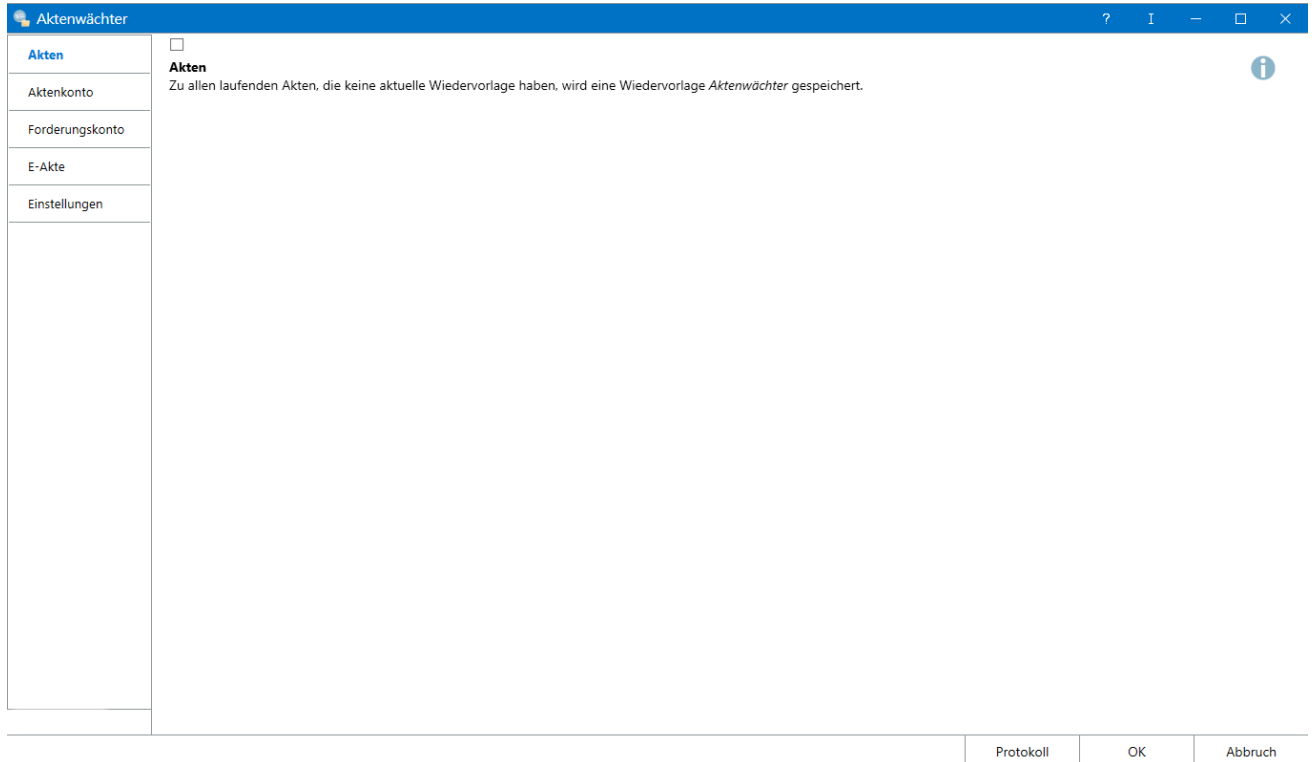 Aktenwächter
Akten
Aktenkonto
Forderungskonto
E-Akte
Einstellungen
Akten
Zu allen laufenden Akten, die keine aktuelle Wiedervorlage haben, wird eine Wiedervorlage Aktenwächter gespeichert.
Protokoll
OK
Abbruch